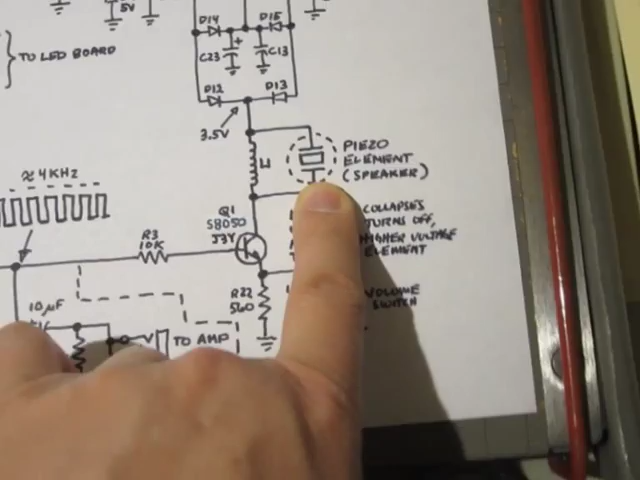 5V
D14
D15
C23
+
C13
TO LED BOARD
D12
D13
3.5V
PIEZO
ELEMENT
(SPEAKER)
L1
≈4KHZ
Q1
S8050
J3Y
COLLAPSES
TURNS OFF,
HIGHER VOLTAGE
ELEMENT
R3
10K
R22
560
VOLUME
SWITCH
10µF
TO AMP